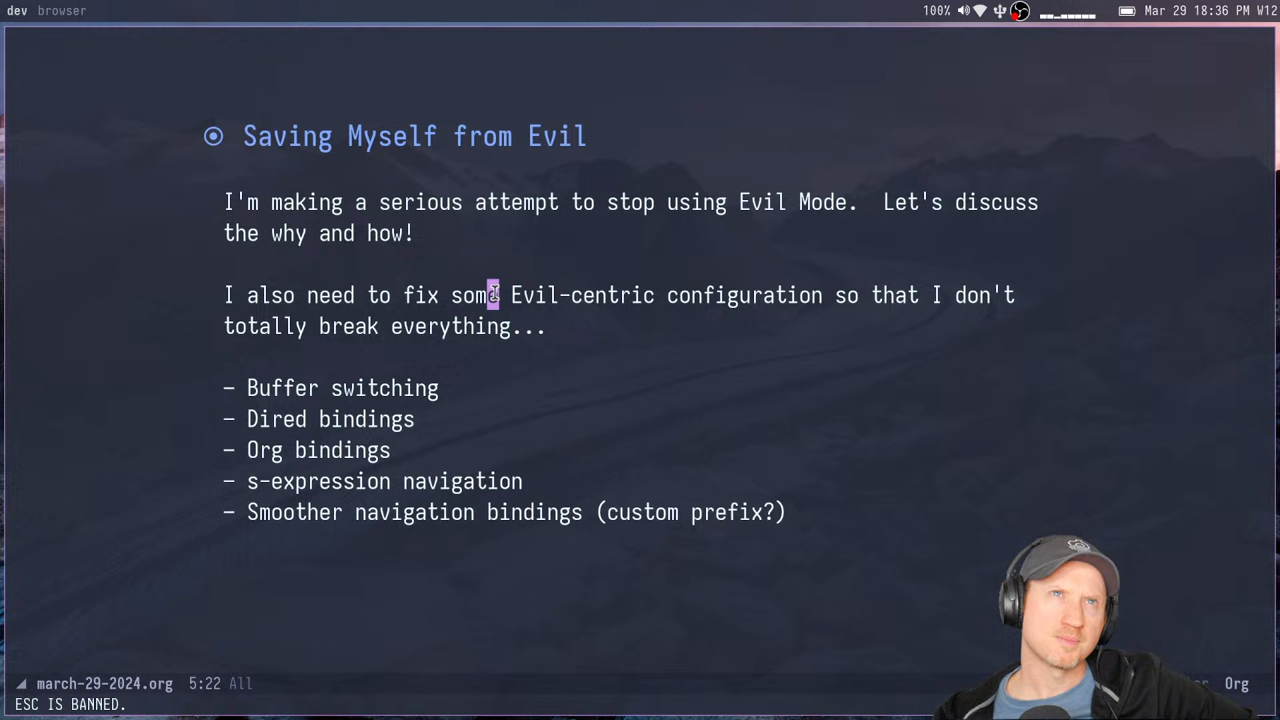 dev browser
100% Mar 29 18:36 PM W12
Saving Myself from Evil
I'm making a serious attempt to stop using Evil Mode.  Let's discuss
the why and how!
I also need to fix some Evil-centric configuration so that I don't
totally break everything...
- Buffer switching
- Dired bindings
- Org bindings
- s-expression navigation
- Smoother navigation bindings (custom prefix?)
march-29-2024.org 5:22 All
Org
ESC IS BANNED.